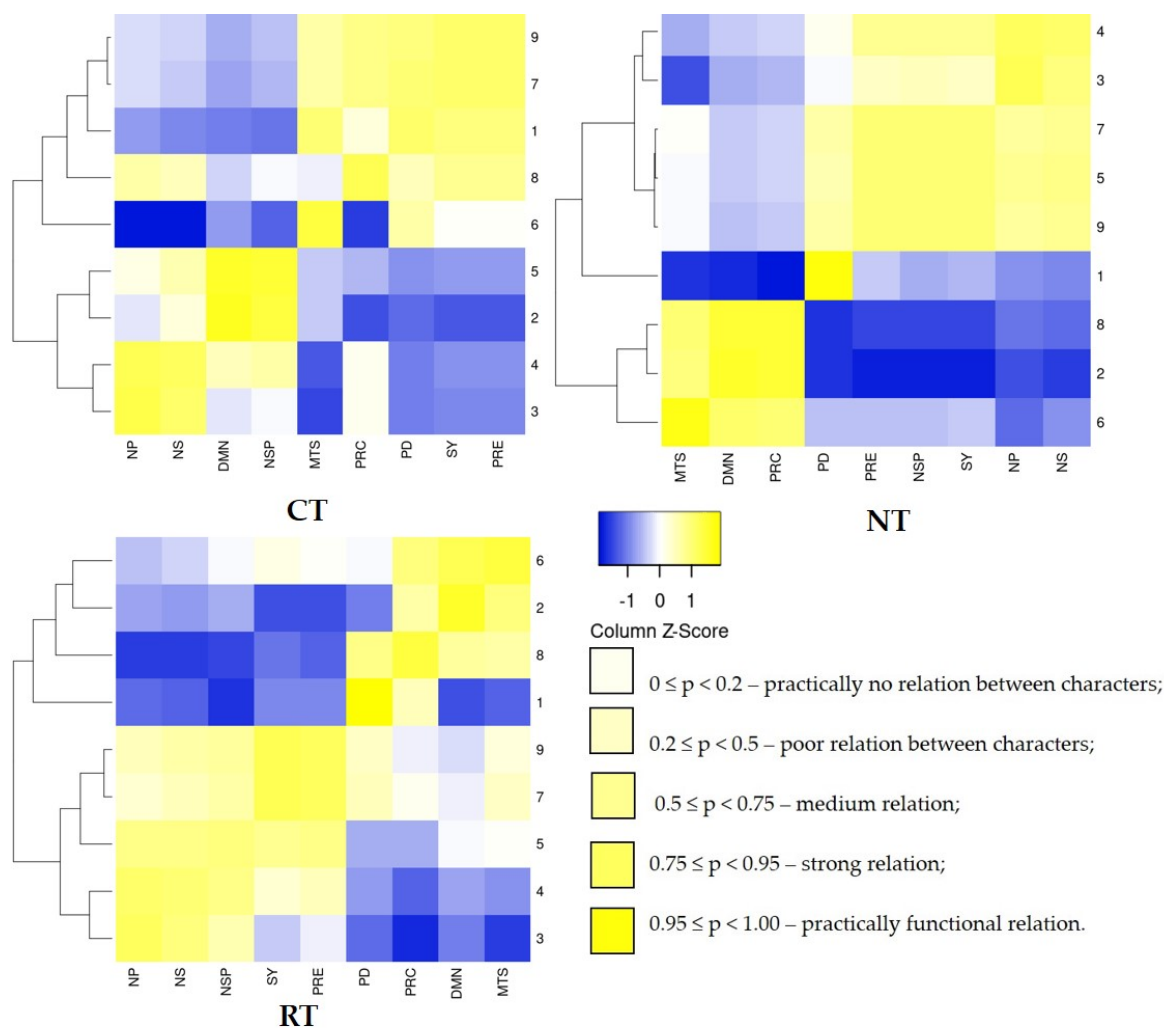 9
7
1
8
6
5
2
4
3
NP NS DMN NSP MTS PRC PD SY PRE
CT
4
3
7
5
9
1
8
2
6
MTS DMN PRC PD PRE NSP SY NP NS
NT
6
2
8
1
9
7
5
4
3
NP NS NSP SY PRE PD PRC DMN MTS
RT
-1 0 1
Column Z-Score
0 ≤ p < 0.2 – practically no relation between characters;
0.2 ≤ p < 0.5 – poor relation between characters;
0.5 ≤ p < 0.75 – medium relation;
0.75 ≤ p < 0.95 – strong relation;
0.95 ≤ p < 1.00 – practically functional relation.